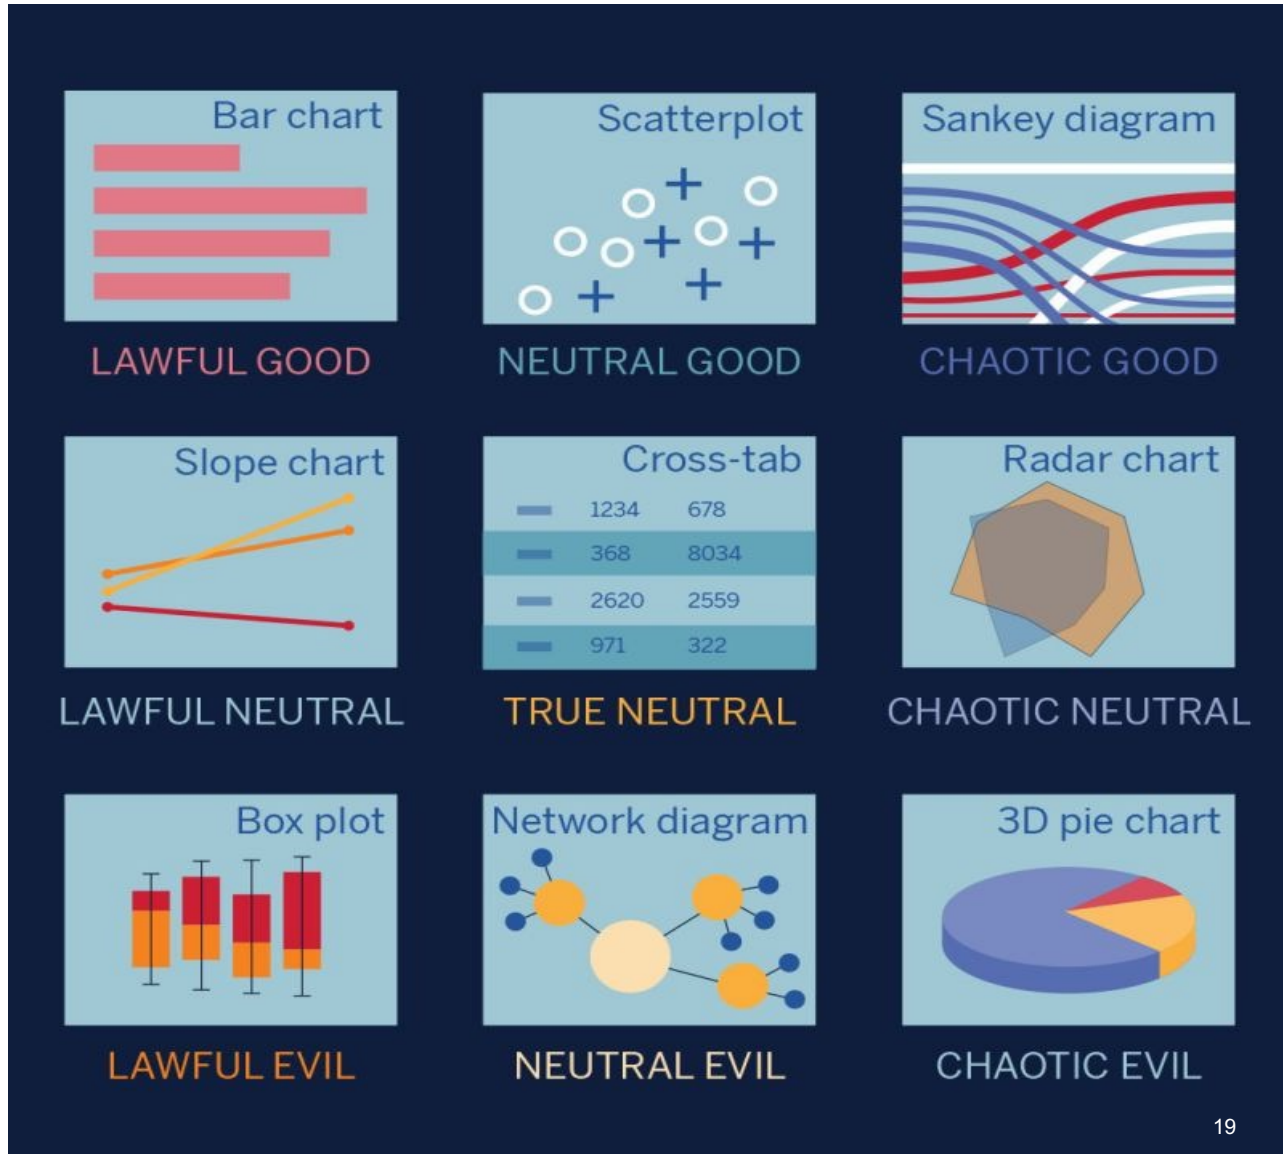 Bar chart
Scatterplot
Sankey diagram
LAWFUL GOOD
NEUTRAL GOOD
CHAOTIC GOOD
Slope chart
Cross-tab
1234 678
368 8034
2620 2559
971 322
Radar chart
LAWFUL NEUTRAL
TRUE NEUTRAL
CHAOTIC NEUTRAL
Box plot
Network diagram
3D pie chart
LAWFUL EVIL
NEUTRAL EVIL
CHAOTIC EVIL
19